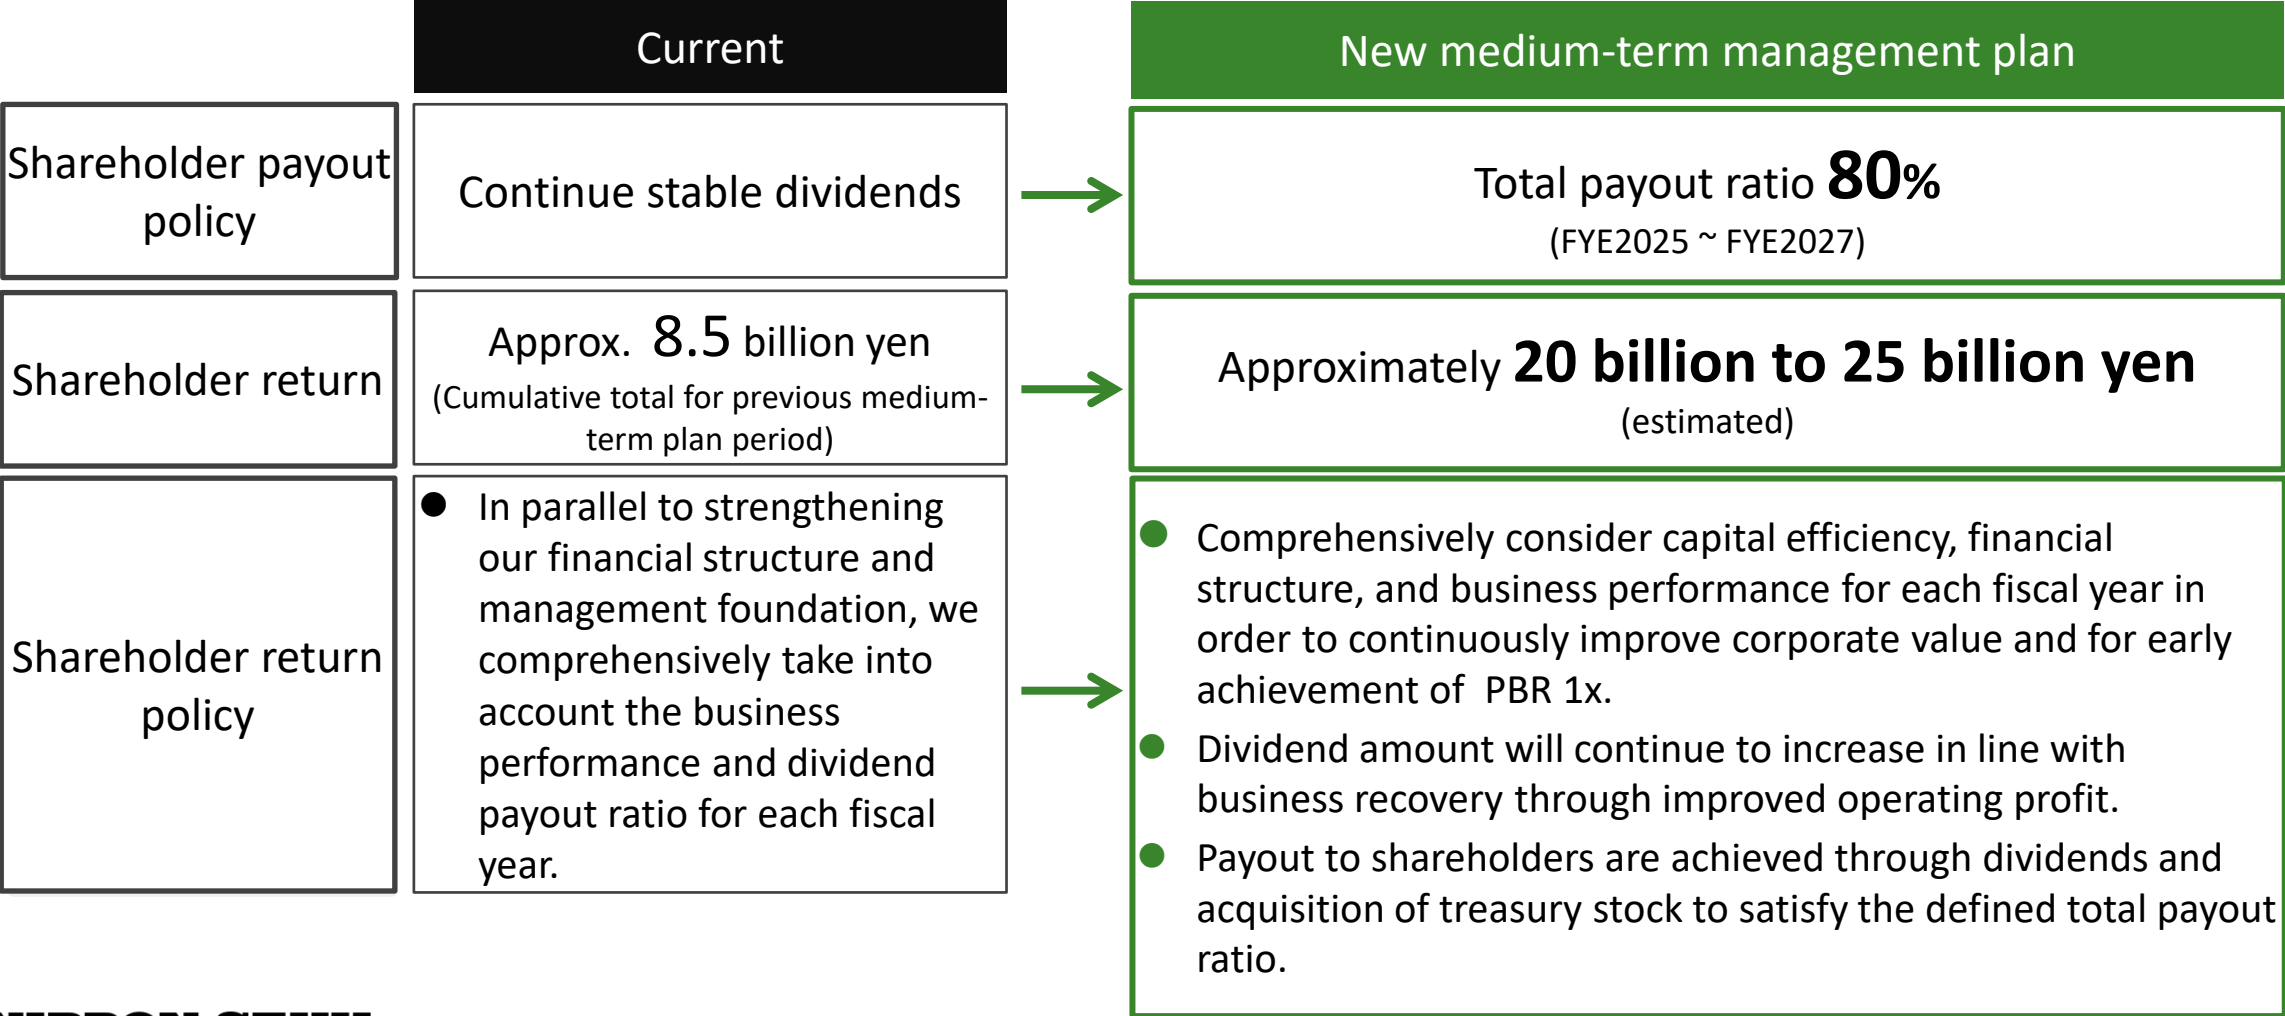 Current
New medium-term management plan
Shareholder payout
policy
Continue stable dividends
Total payout ratio 80%
(FYE2025 ~ FYE2027)
Shareholder return
Approx. 8.5 billion yen
(Cumulative total for previous medium-
term plan period)
Approximately 20 billion to 25 billion yen
(estimated)
Shareholder return
policy
● In parallel to strengthening
our financial structure and
management foundation, we
comprehensively take into
account the business
performance and dividend
payout ratio for each fiscal
year.
● Comprehensively consider capital efficiency, financial
structure, and business performance for each fiscal year in
order to continuously improve corporate value and for early
achievement of PBR 1x.
● Dividend amount will continue to increase in line with
business recovery through improved operating profit.
● Payout to shareholders are achieved through dividends and
acquisition of treasury stock to satisfy the defined total payout
ratio.